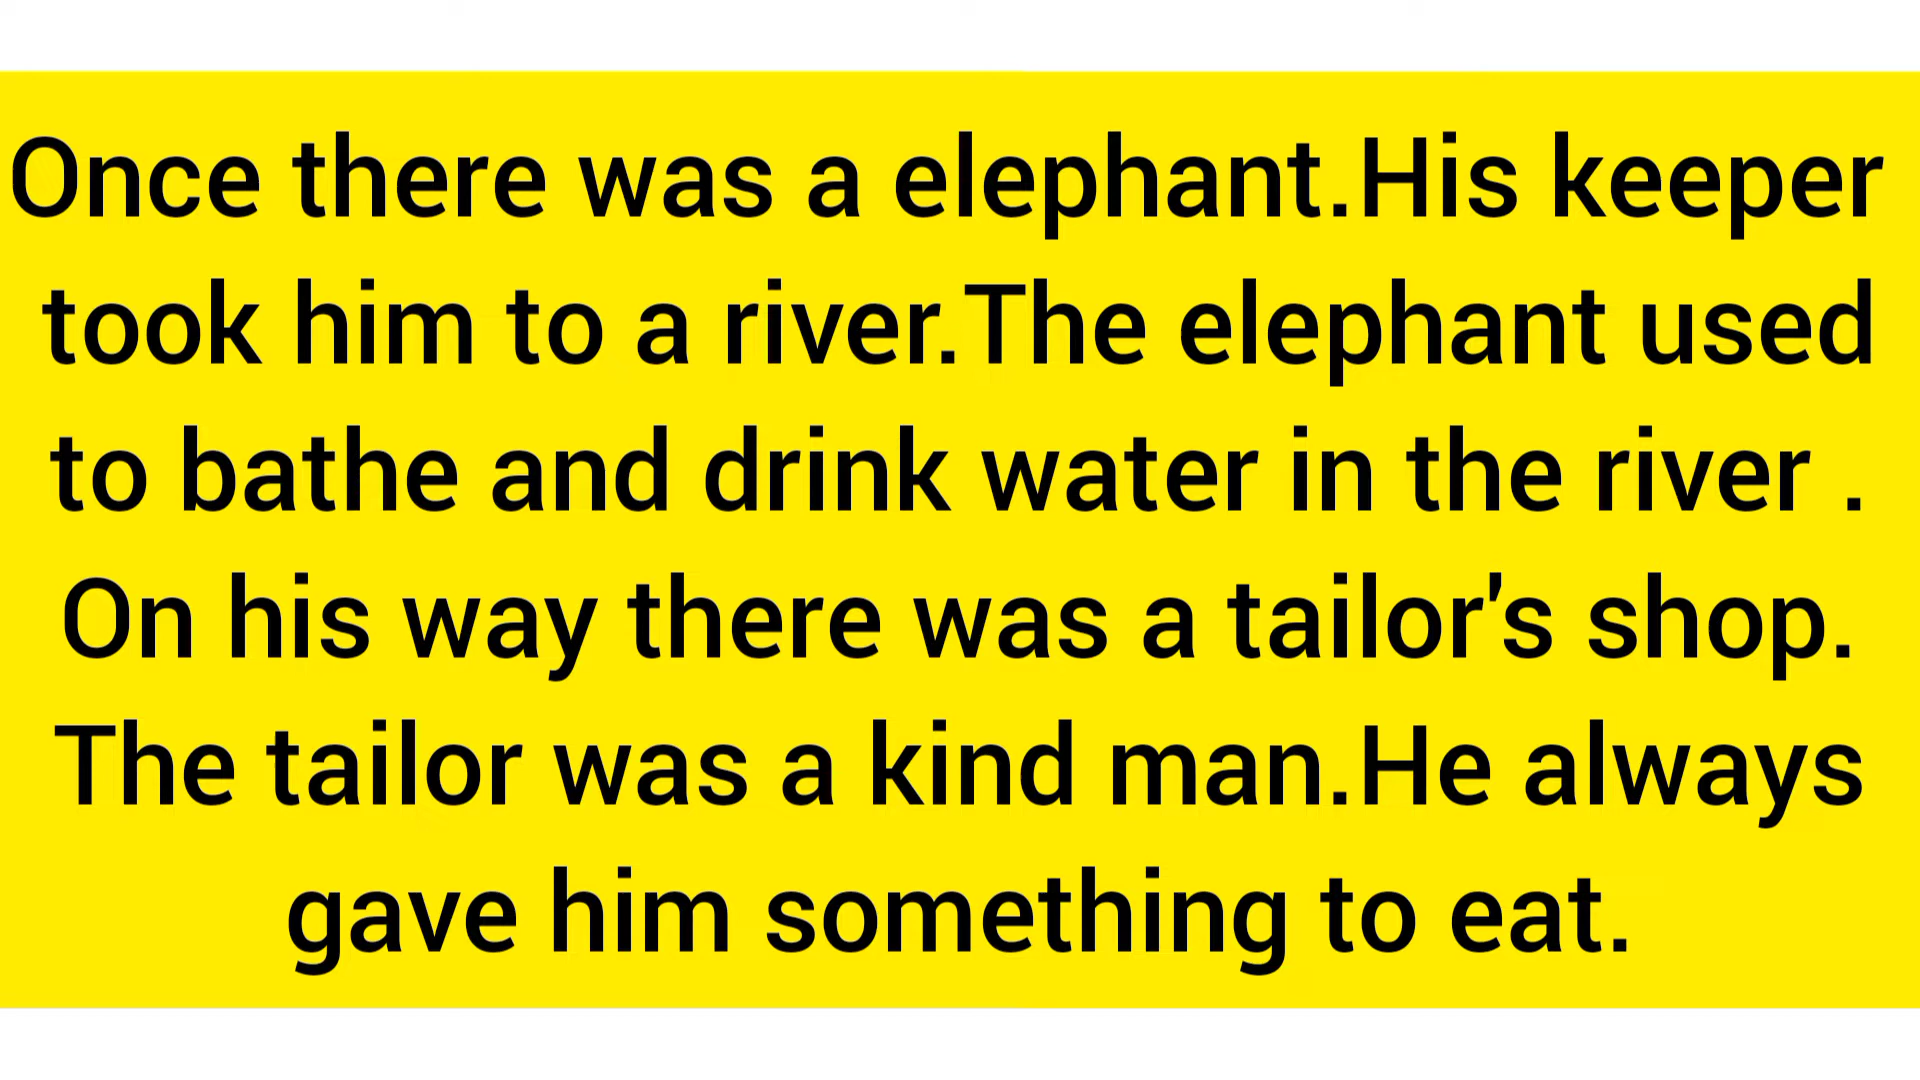 Once there was a elephant.His keeper
took him to a river.The elephant used
to bathe and drink water in the river .
On his way there was a tailor's shop.
The tailor was a kind man.He always
gave him something to eat.